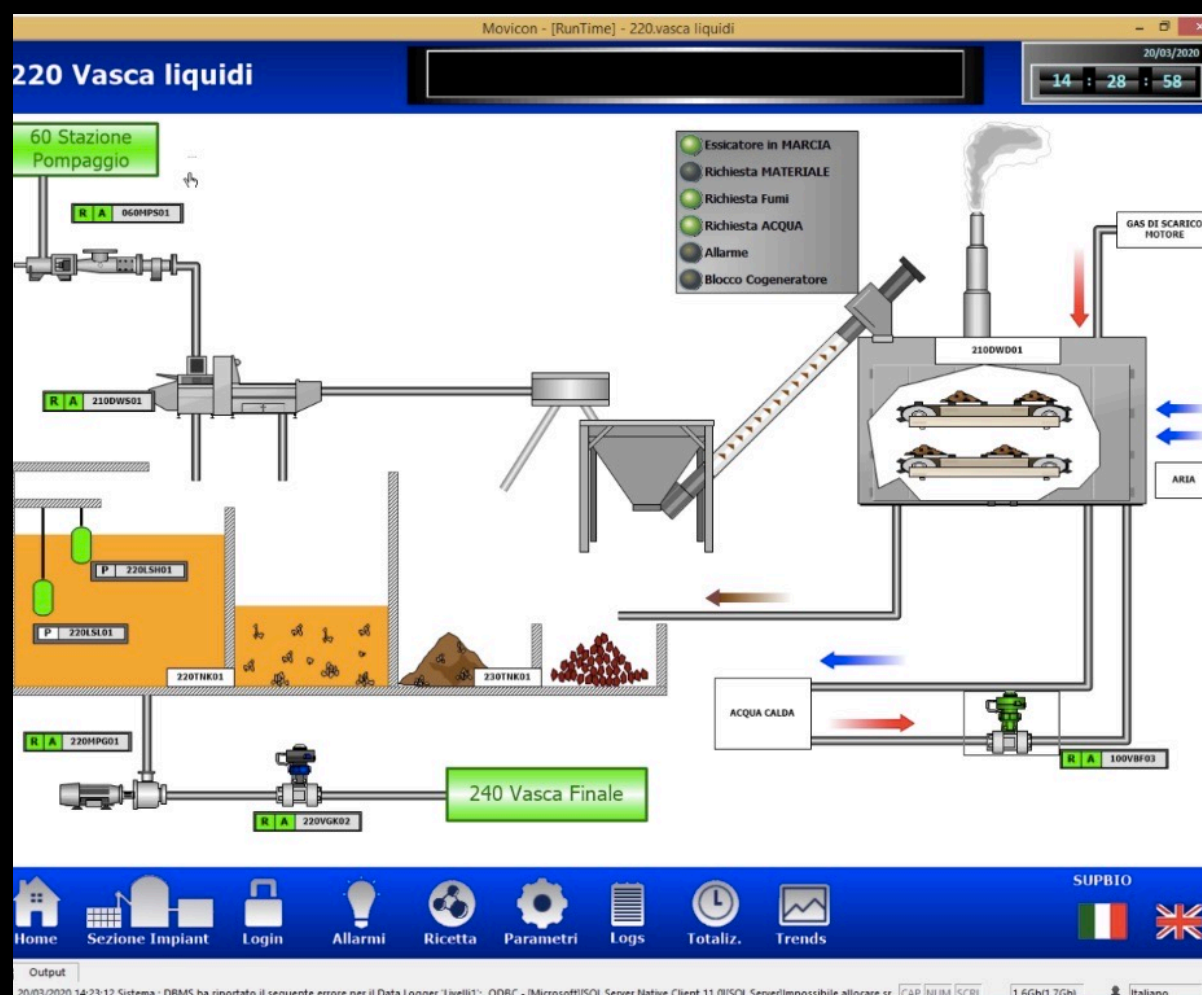 Movicon - [RunTime] - 220.vasca liquidi
220 Vasca liquidi
20/03/2020
14 : 28 : 58
60 Stazione
Pompaggio
R A 060MPS01
Essicatore in MARCIA
Richiesta MATERIALE
Richiesta Fumi
Richiesta ACQUA
Allarme
Blocco Cogeneratore
GAS DI SCARICO
MOTORE
210DWD01
R A 210DWS01
ARIA
P 220LSH01
P 220LSL01
220TNK01
230TNK01
ACQUA CALDA
R A 220MPG01
R A 100VBF03
240 Vasca Finale
R A 220VGK02
SUPBIO
Home
Sezione Impiant
Login
Allarmi
Ricetta
Parametri
Logs
Totaliz.
Trends
Output
20/03/2020 14:23:12 Sistema : DBMS ha riportato il seguente errore per il Data Logger 'Livelli1': ODBC - [Microsoft][SQL Server Native Client 11.0][SQL Server]Impossibile allocare sr
CAP NUM SCRL
1,6Gb(1,7Gb)
Italiano